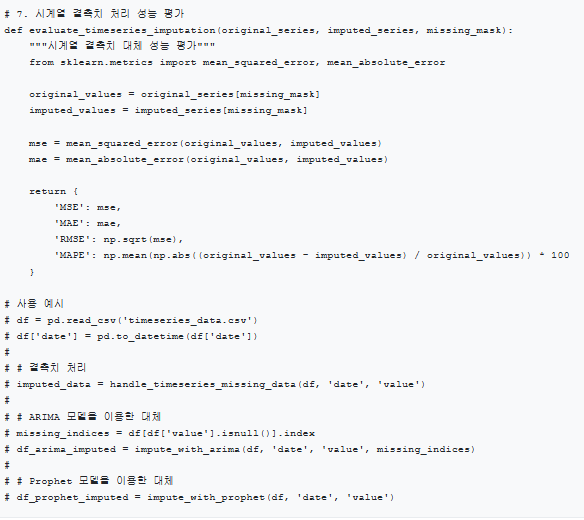 # 7. 시계열 결측치 처리 성능 평가
def evaluate_timeseries_imputation(original_series, imputed_series, missing_mask):
    """시계열 결측치 대체 성능 평가"""
    from sklearn.metrics import mean_squared_error, mean_absolute_error

    original_values = original_series[missing_mask]
    imputed_values = imputed_series[missing_mask]

    mse = mean_squared_error(original_values, imputed_values)
    mae = mean_absolute_error(original_values, imputed_values)

    return {
        'MSE': mse,
        'MAE': mae,
        'RMSE': np.sqrt(mse),
        'MAPE': np.mean(np.abs((original_values - imputed_values) / original_values)) * 100
    }

# 사용 예시
# df = pd.read_csv('timeseries_data.csv')
# df['date'] = pd.to_datetime(df['date'])
#
# # 결측치 처리
# imputed_data = handle_timeseries_missing_data(df, 'date', 'value')
#
# # ARIMA 모델을 이용한 대체
# missing_indices = df[df['value'].isnull()].index
# df_arima_imputed = impute_with_arima(df, 'date', 'value', missing_indices)
#
# # Prophet 모델을 이용한 대체
# df_prophet_imputed = impute_with_prophet(df, 'date', 'value')